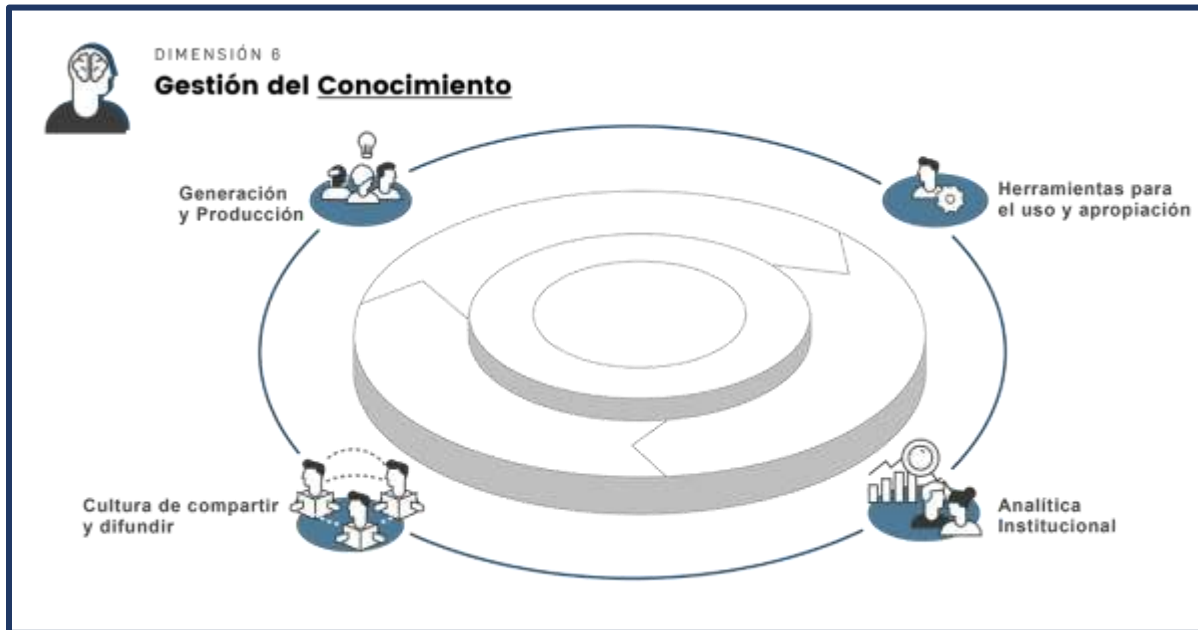 DIMENSIÓN 6
Gestión del Conocimiento
Generación
y Producción
Herramientas para
el uso y apropiación
Cultura de compartir
y difundir
Analítica
Institucional